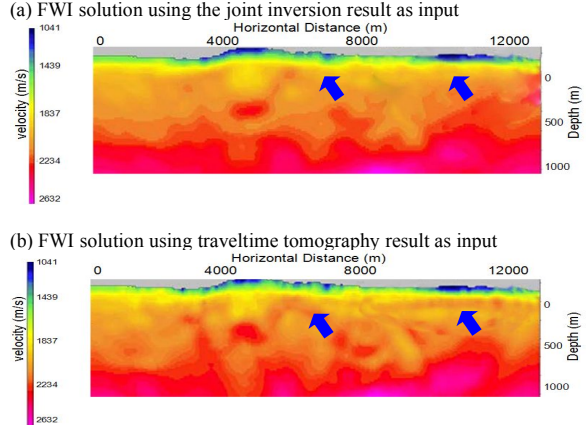 (a) FWI solution using the joint inversion result as input
Horizontal Distance (m)
0 4000 8000 12000
1041
1439
1837
2234
2632
velocity (m/s)
0
500
1000
Depth (m)
(b) FWI solution using traveltime tomography result as input
Horizontal Distance (m)
0 4000 8000 12000
1041
1439
1837
2234
2632
velocity (m/s)
0
500
1000
Depth (m)